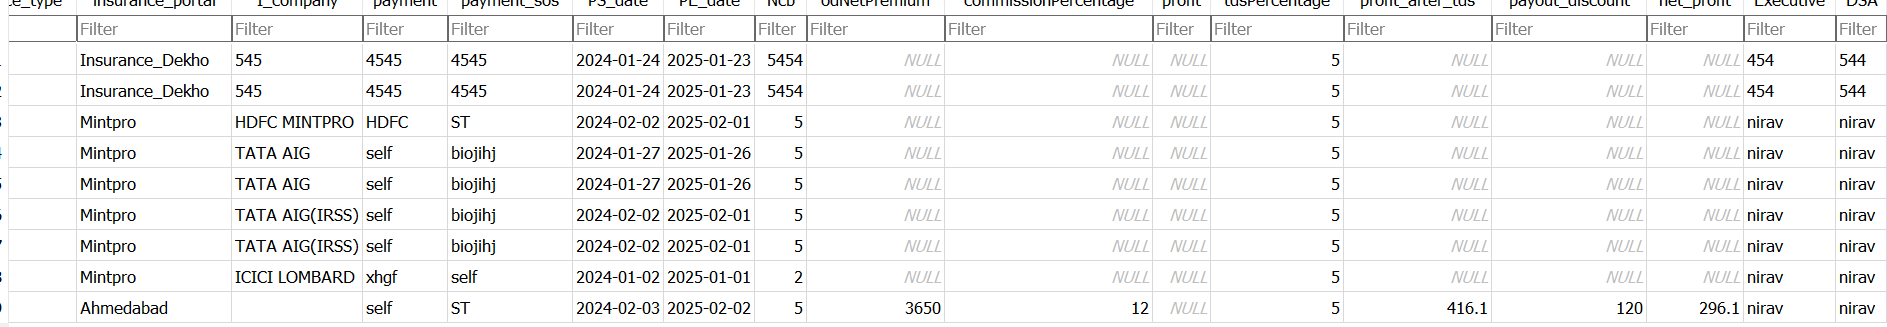 te_type insurance_portal I_company payment payment_sos PS_date PE_date Ncb odNetPremium commissionPercentage profit tdsPercentage profit_after_tds payout_discount net_profit Executive DSA
Filter Filter Filter Filter Filter Filter Filter Filter Filter Filter Filter Filter Filter Filter Filter Filter
Insurance_Dekho 545 4545 4545 2024-01-24 2025-01-23 5454 NULL NULL NULL 5 NULL NULL NULL 454 544
2 Insurance_Dekho 545 4545 4545 2024-01-24 2025-01-23 5454 NULL NULL NULL 5 NULL NULL NULL 454 544
3 Mintpro HDFC MINTPRO HDFC ST 2024-02-02 2025-02-01 5 NULL NULL NULL 5 NULL NULL NULL nirav nirav
4 Mintpro TATA AIG self biojihj 2024-01-27 2025-01-26 5 NULL NULL NULL 5 NULL NULL NULL nirav nirav
5 Mintpro TATA AIG self biojihj 2024-01-27 2025-01-26 5 NULL NULL NULL 5 NULL NULL NULL nirav nirav
6 Mintpro TATA AIG(IRSS) self biojihj 2024-02-02 2025-02-01 5 NULL NULL NULL 5 NULL NULL NULL nirav nirav
7 Mintpro TATA AIG(IRSS) self biojihj 2024-02-02 2025-02-01 5 NULL NULL NULL 5 NULL NULL NULL nirav nirav
8 Mintpro ICICI LOMBARD xhgf self 2024-01-02 2025-01-01 2 NULL NULL NULL 5 NULL NULL NULL nirav nirav
9 Ahmedabad self ST 2024-02-03 2025-02-02 5 3650 12 NULL 5 416.1 120 296.1 nirav nirav